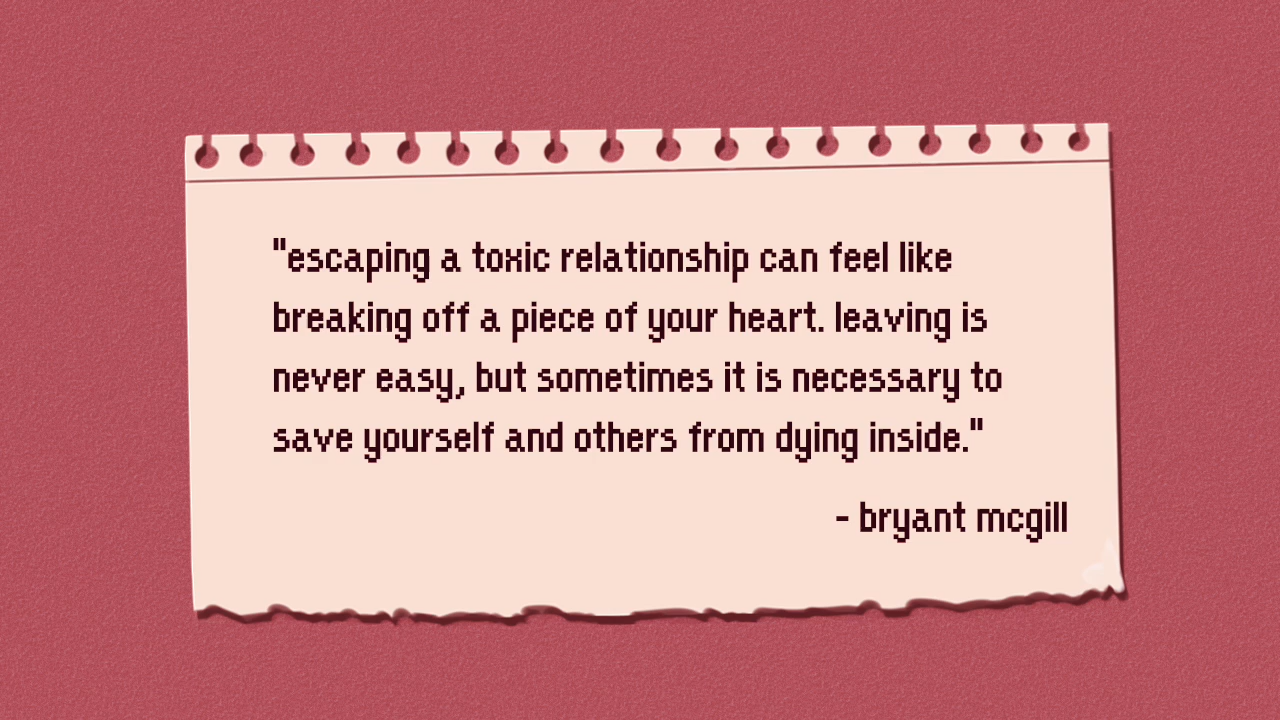 "escaping a toxic relationship can feel like
breaking off a piece of your heart. leaving is
never easy, but sometimes it is necessary to
save yourself and others from dying inside."
- bryant mcgill